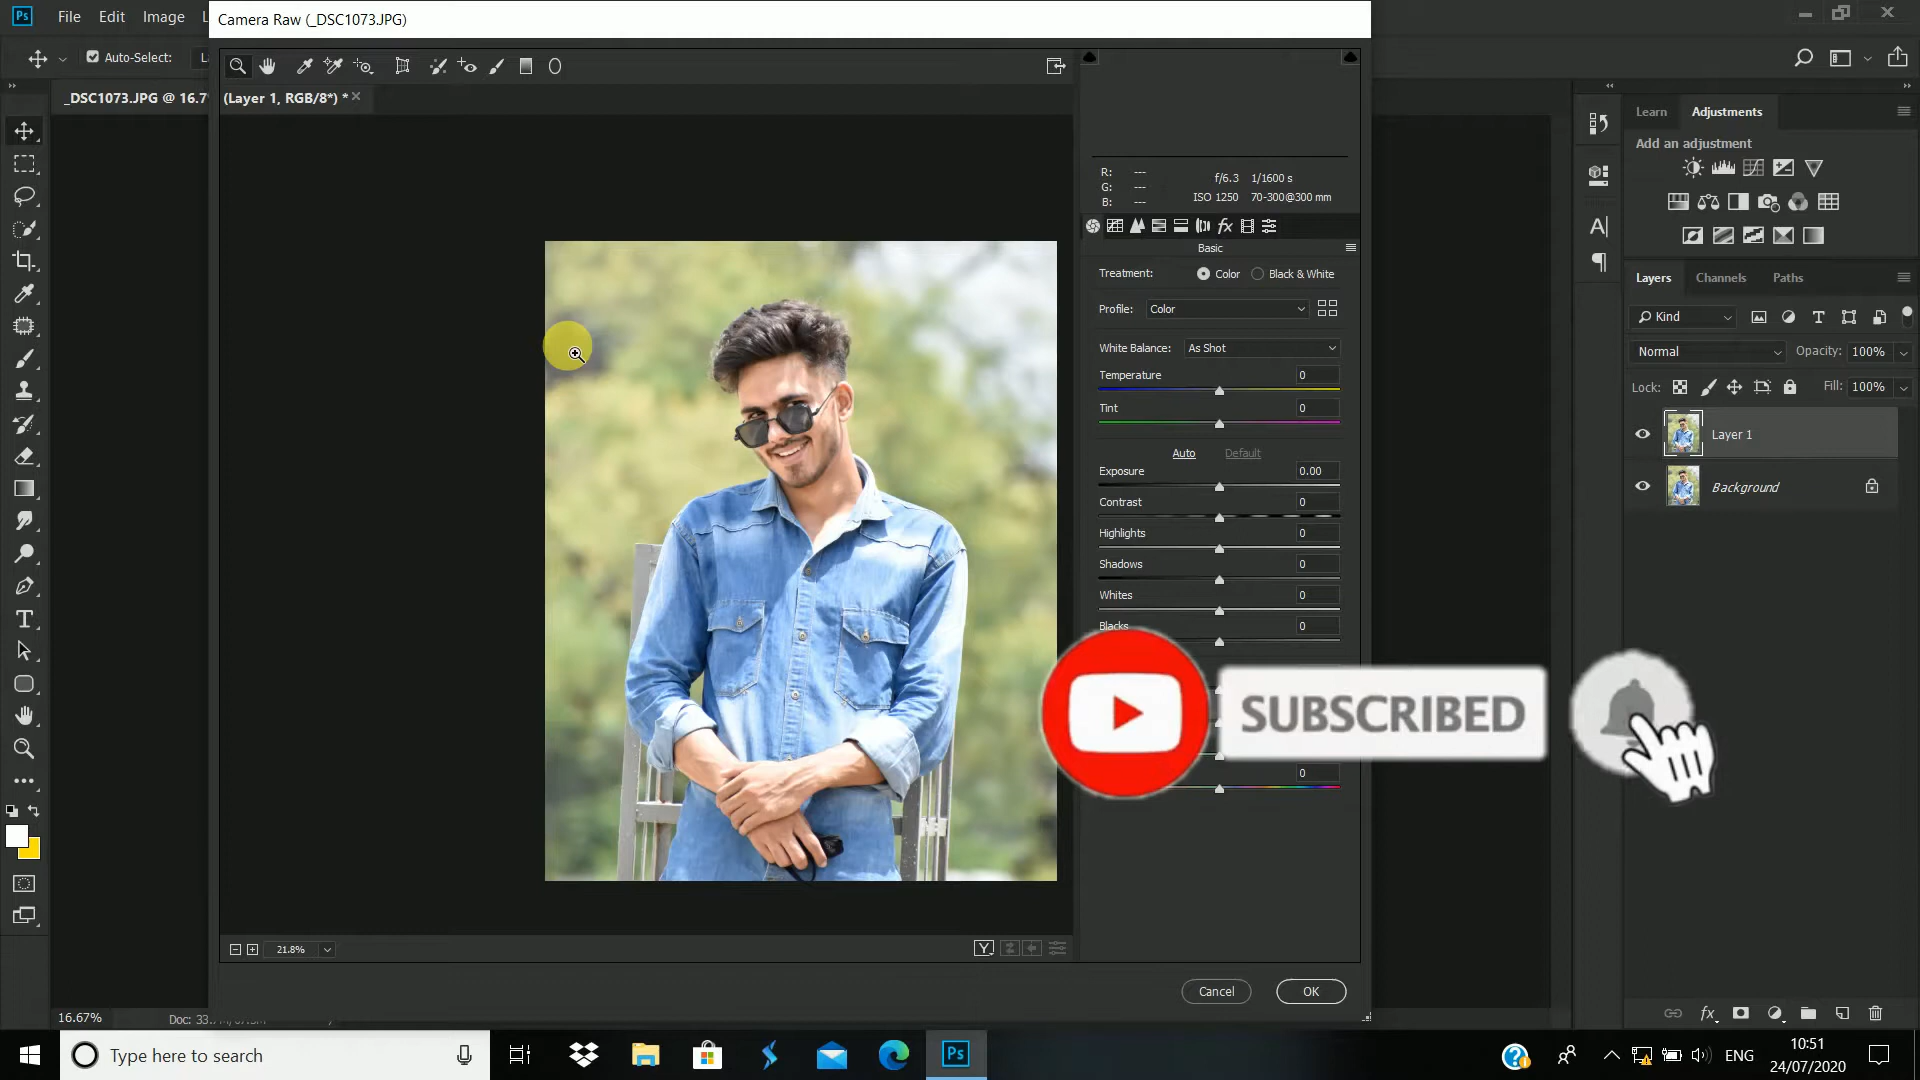 Ps
File
Edit
Image
L
Camera Raw (_DSC1073.JPG)
Auto-Select:
_DSC1073.JPG @ 16.7
(Layer 1, RGB/8*) *
R: ---
G: ---
B: ---
f/6.3 1/1600 s
ISO 1250 70-300@300 mm
fx
Basic
Treatment: Color Black & White
Profile: Color
White Balance: As Shot
Temperature 0
Tint 0
Auto Default
Exposure 0.00
Contrast 0
Highlights 0
Shadows 0
Whites 0
Blacks 0
0
SUBSCRIBED
21.8%
Y
Cancel
OK
Learn Adjustments
Add an adjustment
Layers Channels Paths
Kind
Normal Opacity: 100%
Lock: Fill: 100%
Layer 1
Background
fx
16.67%
Type here to search
Ps
ENG
10:51
24/07/2020